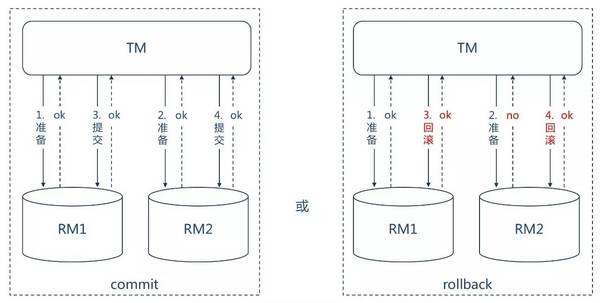 TM
1. 准备
ok
3. 提交
ok
2. 准备
ok
4. 提交
ok
RM1
RM2
commit
或
TM
1. 准备
ok
3. 回滚
ok
2. 准备
no
4. 回滚
ok
RM1
RM2
rollback